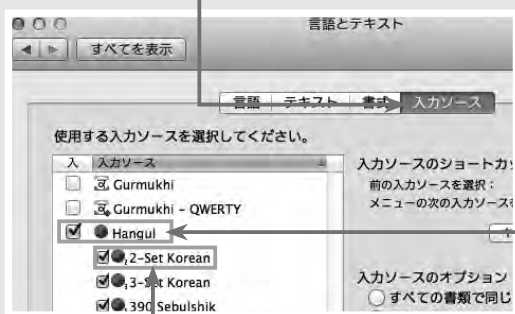 言語とテキスト
すべてを表示
言語 テキスト 書式 入力ソース
使用する入力ソースを選択してください。
入 入力ソース
Gurmukhi
Gurmukhi - QWERTY
Hangul
2-Set Korean
3-Set Korean
390 Sebulshik
入力ソースのショートカッ
前の入力ソースを選択：
メニューの次の入力ソースを
入力ソースのオプション
すべての書類で同じ